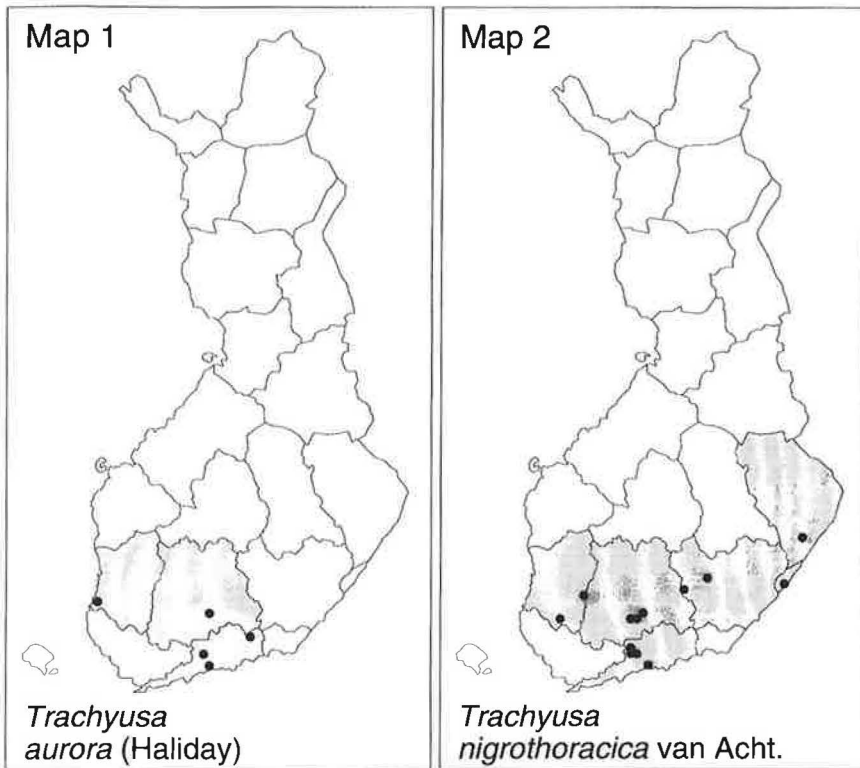 Map 1
Trachyusa
aurora (Haliday)
Map 2
Trachyusa
nigrothoracica van Acht.